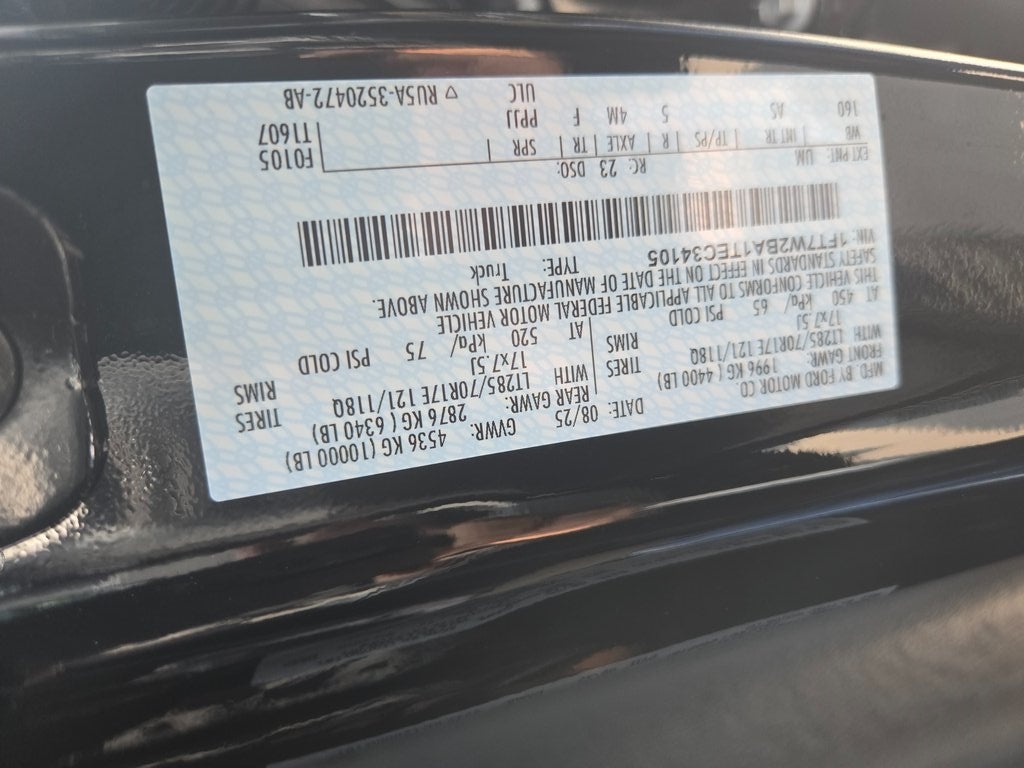 MFD. BY FORD MOTOR CO.
DATE: 08/25 GVWR: 4536 KG (10000 LB)
FRONT GAWR: 1996 KG (4400 LB)
REAR GAWR: 2876 KG (6340 LB)
WITH LT285/70R17E 121/118Q TIRES
WITH LT285/70R17E 121/118Q TIRES
17x7.5J RIMS
17x7.5J RIMS
AT 450 kPa/ 65 PSI COLD
AT 520 kPa/ 75 PSI COLD
THIS VEHICLE CONFORMS TO ALL APPLICABLE FEDERAL MOTOR VEHICLE
SAFETY STANDARDS IN EFFECT ON THE DATE OF MANUFACTURE SHOWN ABOVE.
VIN: 1FT7W2BA1TEC34105 TYPE: Truck
EXT PNT: UM RC: 23 DSO: F0105
WB | INT TR | TP/PS | R | AXLE | TR | SPR | T1607
160 AS 5 4M F PPJJ
ULC ▽ RU5A-3520472-AB